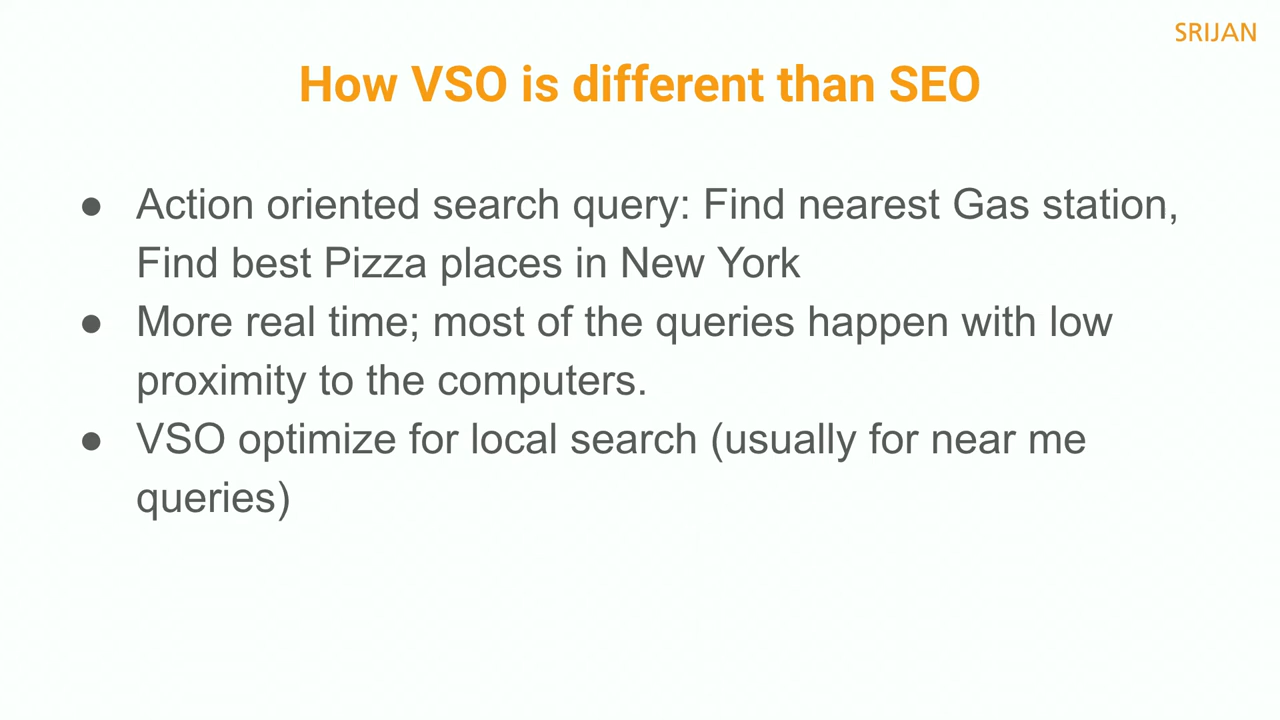 SRIJAN
How VSO is different than SEO
● Action oriented search query: Find nearest Gas station,
Find best Pizza places in New York
● More real time; most of the queries happen with low
proximity to the computers.
● VSO optimize for local search (usually for near me
queries)